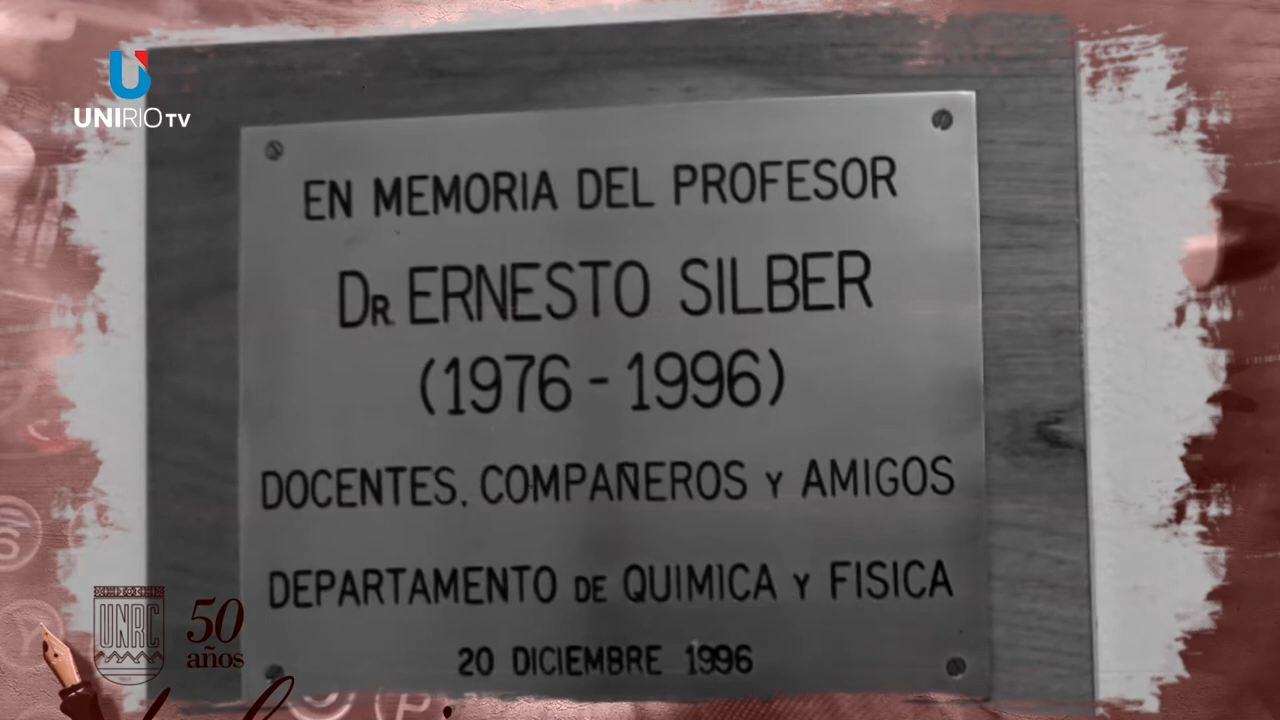 UNIRIO TV
EN MEMORIA DEL PROFESOR
DR. ERNESTO SILBER
(1976 - 1996)
DOCENTES, COMPAÑEROS Y AMIGOS
DEPARTAMENTO DE QUIMICA Y FISICA
20 DICIEMBRE 1996
UNRC
50
años